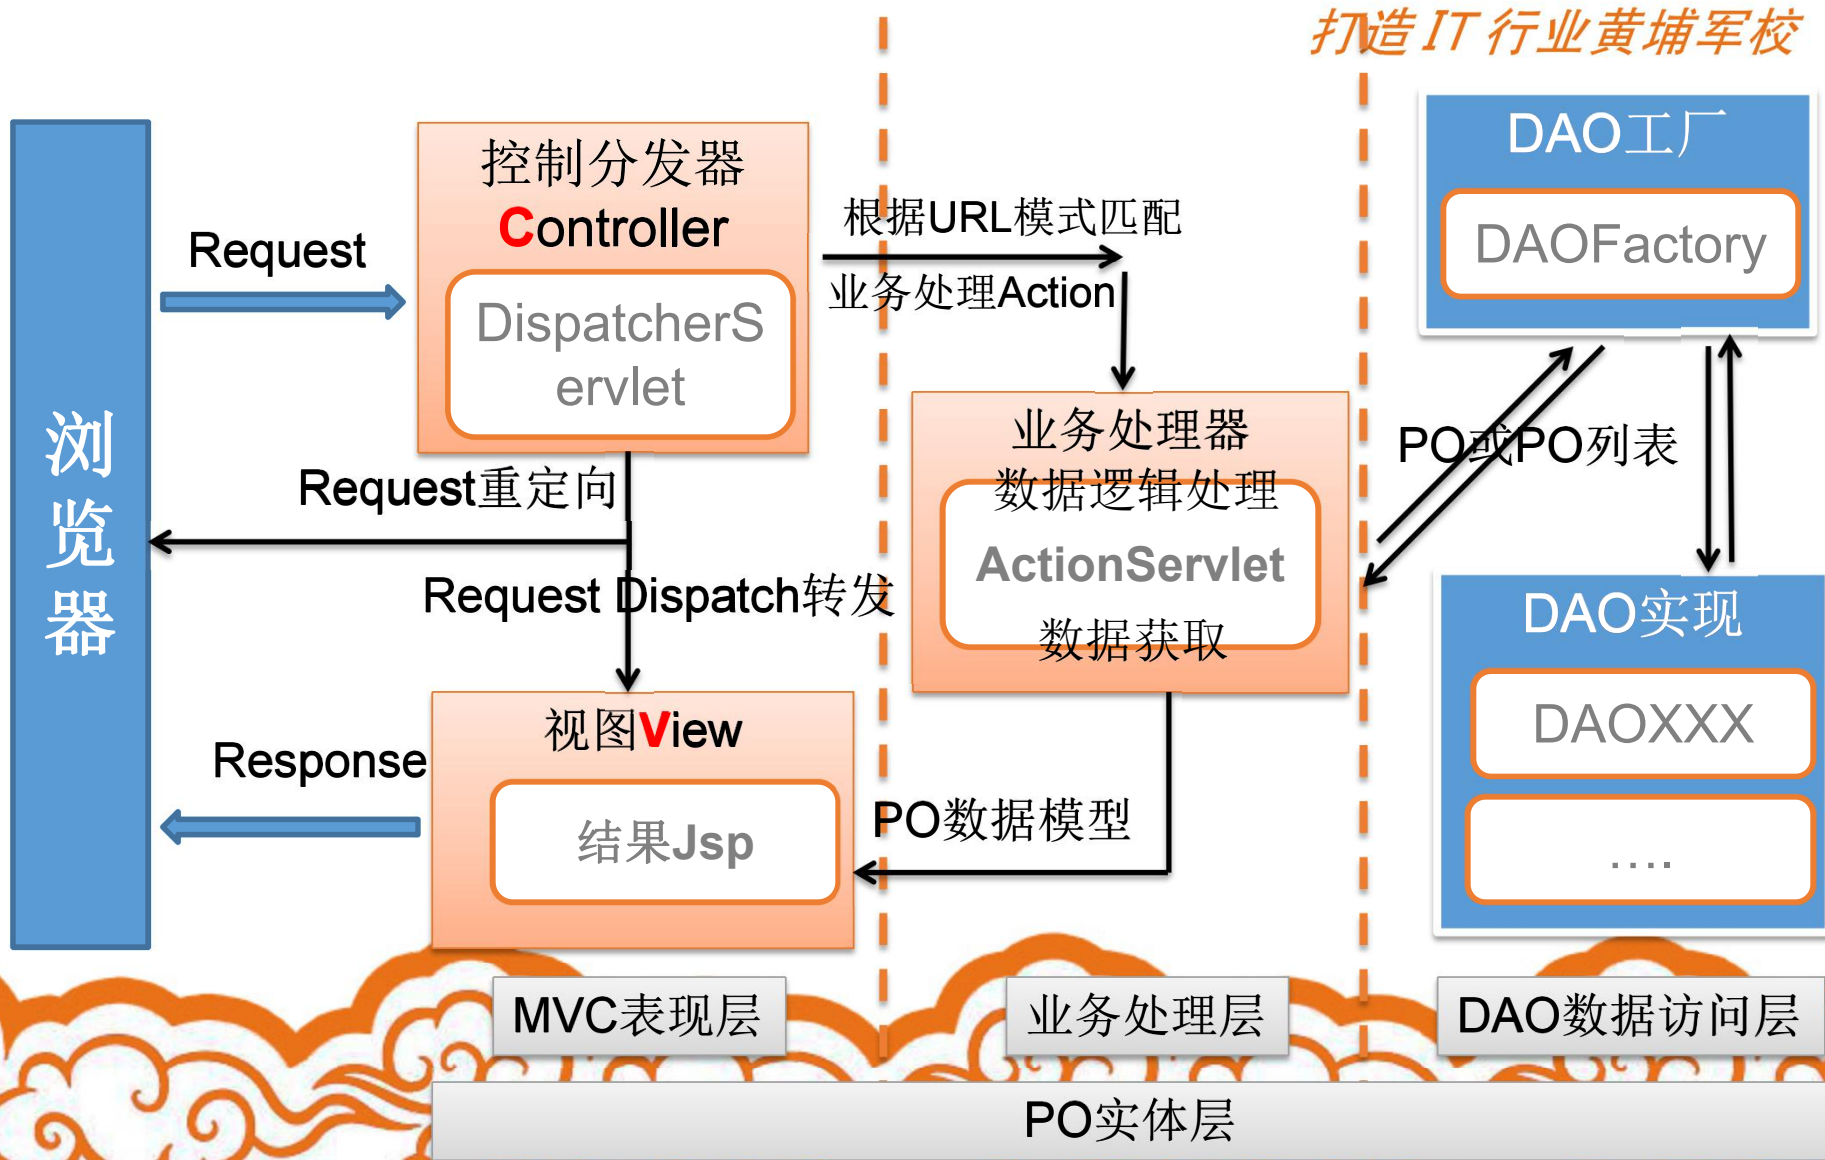 打造 IT 行业黄埔军校
浏
览
器
Request
控制分发器
Controller
DispatcherS
ervlet
根据URL模式匹配
业务处理Action
DAO工厂
DAOFactory
Request重定向
Request Dispatch转发
业务处理器
数据逻辑处理
ActionServlet
数据获取
PO或PO列表
DAO实现
DAOXXX
....
Response
视图View
结果Jsp
PO数据模型
MVC表现层
业务处理层
DAO数据访问层
PO实体层